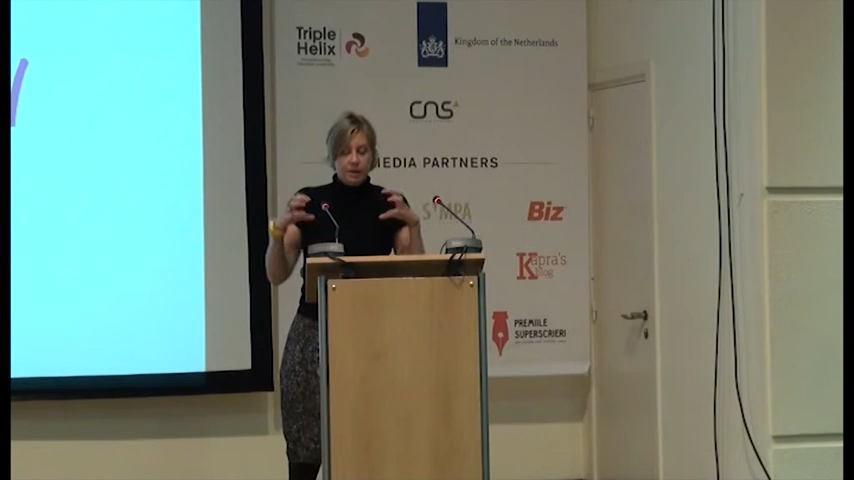 Triple
Helix
Kingdom of the Netherlands
CNS
MEDIA PARTNERS
Biz
Kapra's
blog
PREMIILE
SUPERSCRIERI